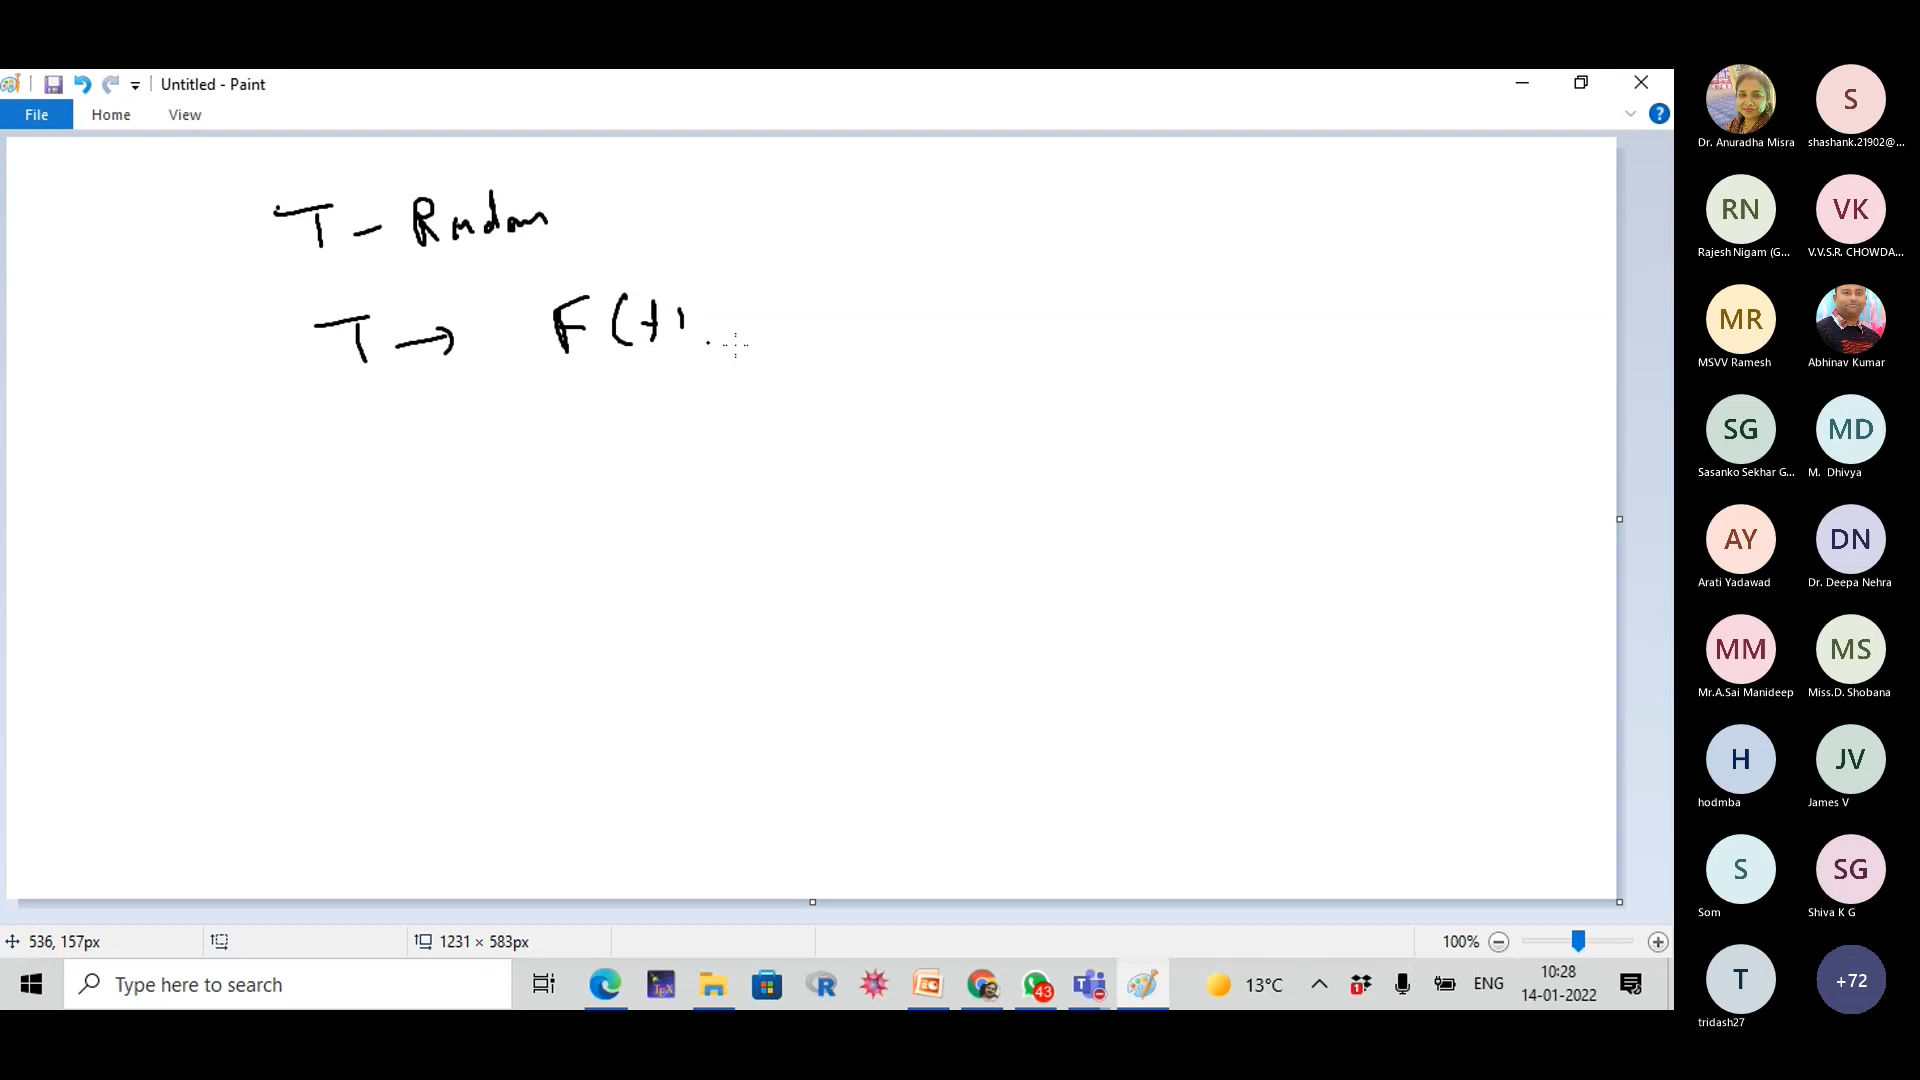 Untitled - Paint
File Home View
T - Random
T → F(t)
536, 157px
1231 × 583px
100%
Type here to search
43
1
13°C
ENG
10:28
14-01-2022
Dr. Anuradha Misra
S
shashank.21902@...
RN
Rajesh Nigam (G...
VK
V.V.S.R. CHOWDA...
MR
MSVV Ramesh
Abhinav Kumar
SG
Sasanko Sekhar G...
MD
M. Dhivya
AY
Arati Yadawad
DN
Dr. Deepa Nehra
MM
Mr.A.Sai Manideep
MS
Miss.D. Shobana
H
hodmba
JV
James V
S
Som
SG
Shiva K G
T
tridash27
+72